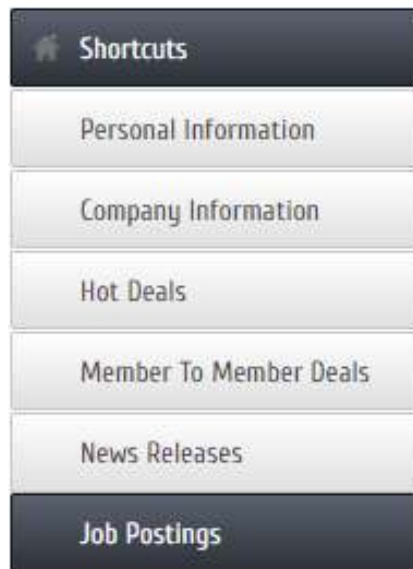 Shortcuts
Personal Information
Company Information
Hot Deals
Member To Member Deals
News Releases
Job Postings